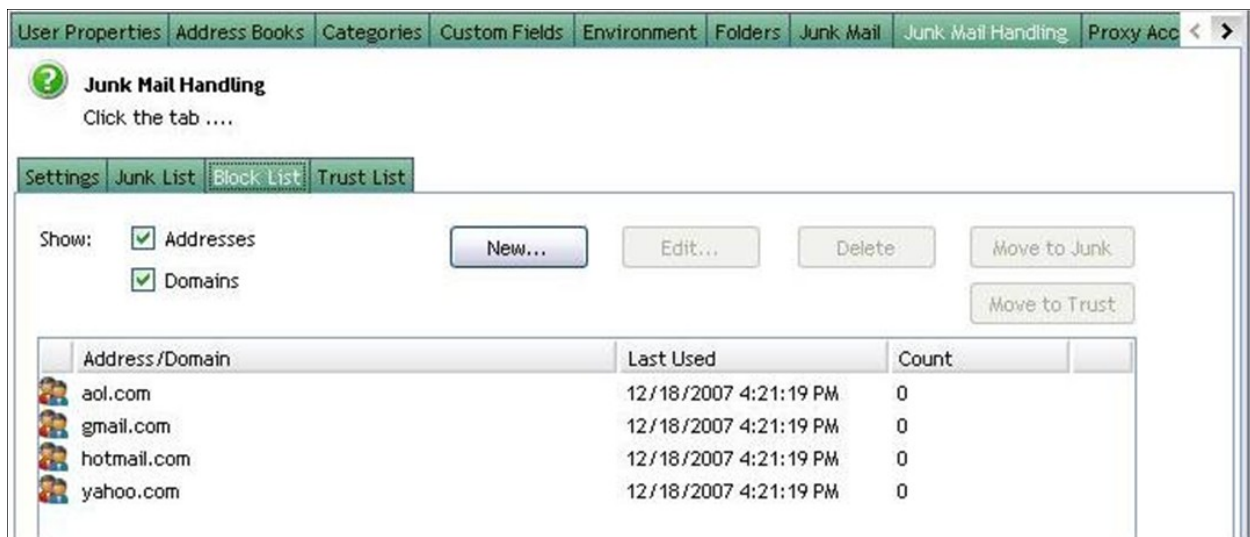 User Properties Address Books Categories Custom Fields Environment Folders Junk Mail Junk Mail Handling Proxy Acc
Junk Mail Handling
Click the tab ....
Settings Junk List Block List Trust List
Show: Addresses New... Edit... Delete Move to Junk
Domains
Move to Trust
Address/Domain Last Used Count
aol.com 12/18/2007 4:21:19 PM 0
gmail.com 12/18/2007 4:21:19 PM 0
hotmail.com 12/18/2007 4:21:19 PM 0
yahoo.com 12/18/2007 4:21:19 PM 0